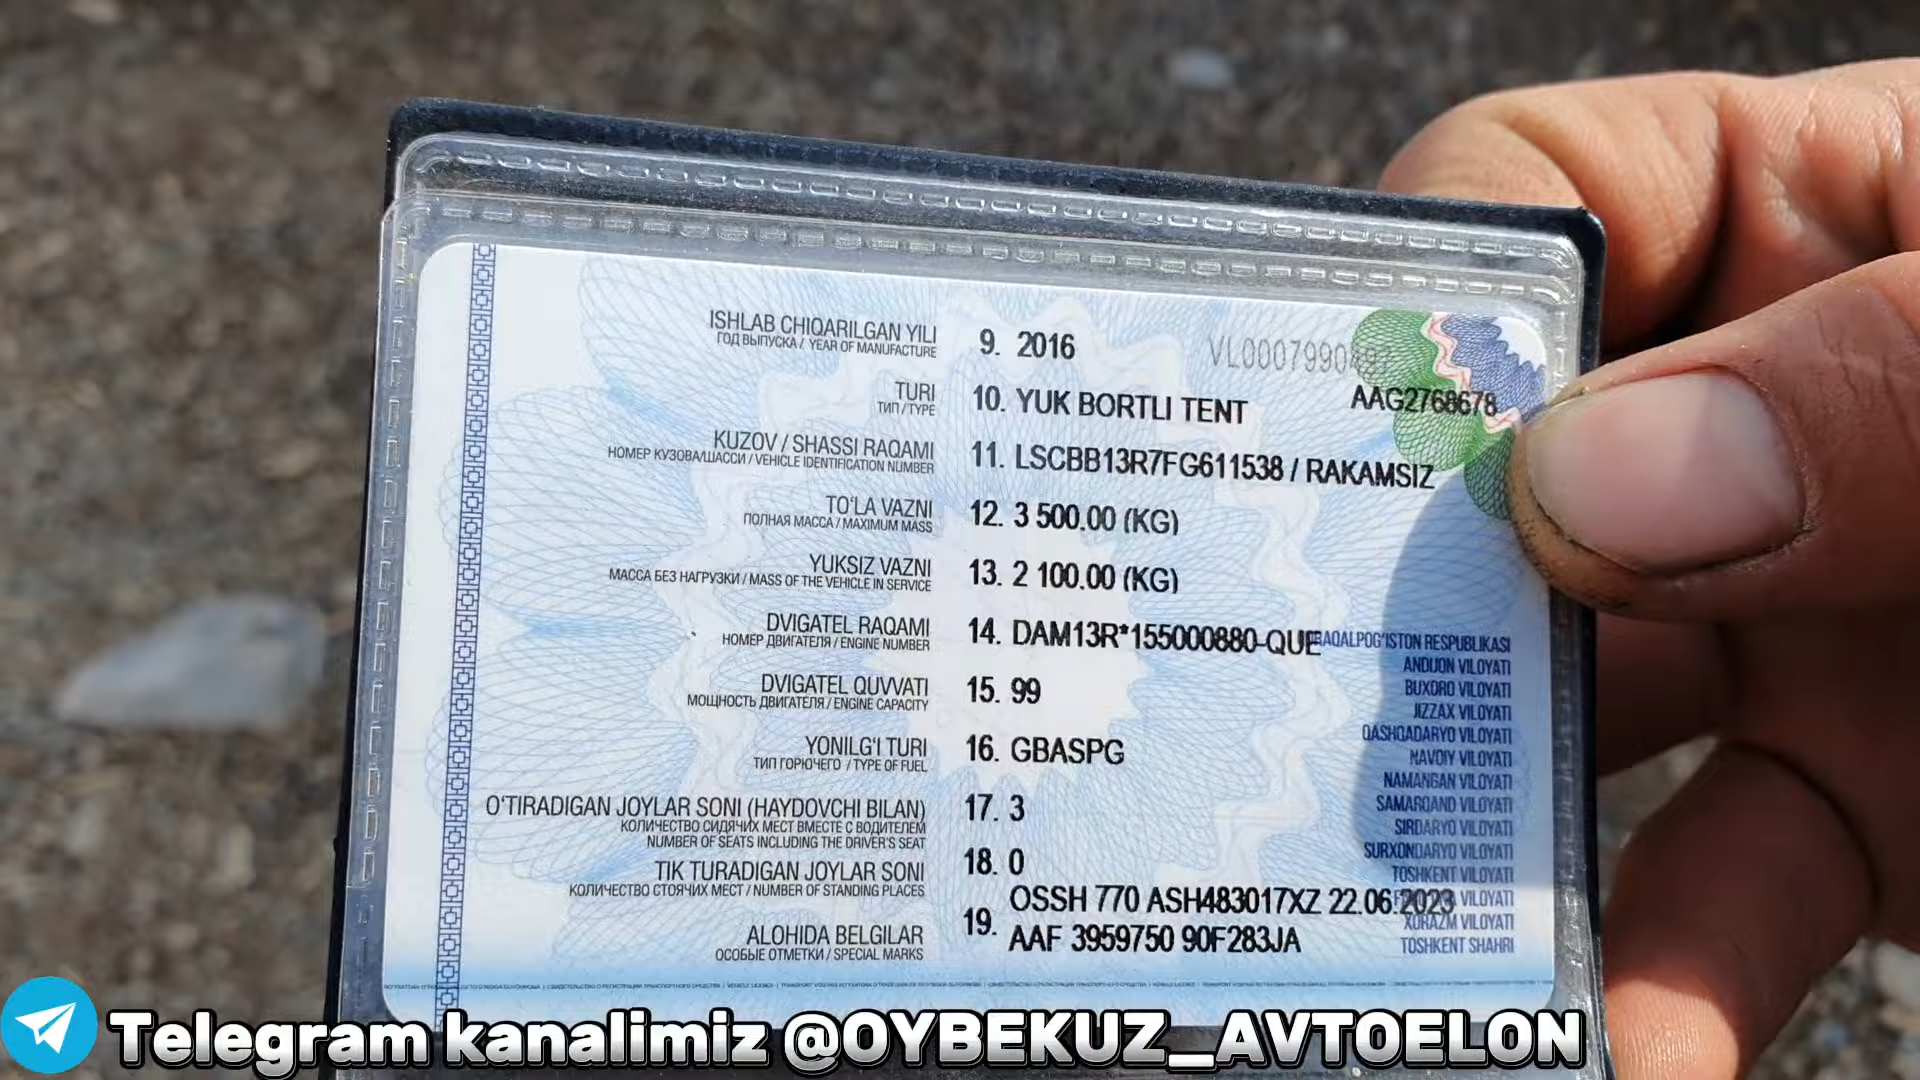 ISHLAB CHIQARILGAN YILI
ГОД ВЫПУСКА / YEAR OF MANUFACTURE
9. 2016
VL0007990
TURI
ТИП / TYPE
10. YUK BORTLI TENT
AAG2768678
KUZOV / SHASSI RAQAMI
НОМЕР КУЗОВА/ШАССИ / VEHICLE IDENTIFICATION NUMBER
11. LSCBB13R7FG611538 / RAKAMSIZ
TO'LA VAZNI
ПОЛНАЯ МАССА / MAXIMUM MASS
12. 3 500.00 (KG)
YUKSIZ VAZNI
МАССА БЕЗ НАГРУЗКИ / MASS OF THE VEHICLE IN SERVICE
13. 2 100.00 (KG)
DVIGATEL RAQAMI
НОМЕР ДВИГАТЕЛЯ / ENGINE NUMBER
14. DAM13R*155000880-QUE
DVIGATEL QUVVATI
МОЩНОСТЬ ДВИГАТЕЛЯ / ENGINE CAPACITY
15. 99
YONILG'I TURI
ТИП ГОРЮЧЕГО / TYPE OF FUEL
16. GBASPG
O'TIRADIGAN JOYLAR SONI (HAYDOVCHI BILAN)
КОЛИЧЕСТВО СИДЯЧИХ МЕСТ ВМЕСТЕ С ВОДИТЕЛЕМ
NUMBER OF SEATS INCLUDING THE DRIVER'S SEAT
17. 3
TIK TURADIGAN JOYLAR SONI
КОЛИЧЕСТВО СТОЯЧИХ МЕСТ / NUMBER OF STANDING PLACES
18. 0
ALOHIDA BELGILAR
ОСОБЫЕ ОТМЕТКИ / SPECIAL MARKS
19. OSSH 770 ASH483017XZ 22.06.2023
AAF 3959750 90F283JA
RESPUBLIKASI
ANDIJON VILOYATI
BUXORO VILOYATI
JIZZAX VILOYATI
QASHQADARYO VILOYATI
NAVOIY VILOYATI
NAMANGAN VILOYATI
SAMARQAND VILOYATI
SIRDARYO VILOYATI
SURXONDARYO VILOYATI
TOSHKENT VILOYATI
VILOYATI
XORAZM VILOYATI
TOSHKENT SHAHRI
Telegram kanalimiz @OYBEKUZ_AVTOELON